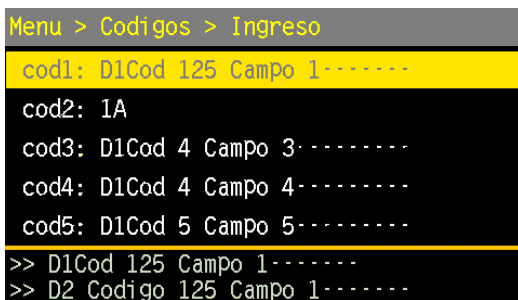 Menu > Codigos > Ingreso
cod1: D1Cod 125 Campo 1-------
cod2: 1A
cod3: D1Cod 4 Campo 3---------
cod4: D1Cod 4 Campo 4---------
cod5: D1Cod 5 Campo 5---------
>> D1Cod 125 Campo 1-------
>> D2 Codigo 125 Campo 1-------